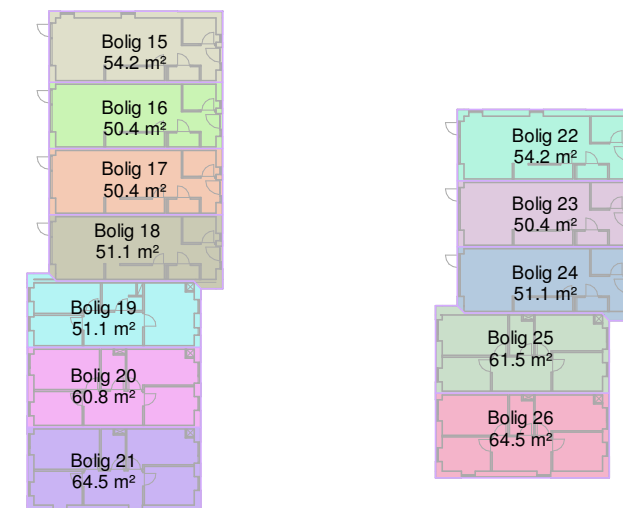 Bolig 15
54.2 m²
Bolig 16
50.4 m²
Bolig 17
50.4 m²
Bolig 18
51.1 m²
Bolig 19
51.1 m²
Bolig 20
60.8 m²
Bolig 21
64.5 m²
Bolig 22
54.2 m²
Bolig 23
50.4 m²
Bolig 24
51.1 m²
Bolig 25
61.5 m²
Bolig 26
64.5 m²